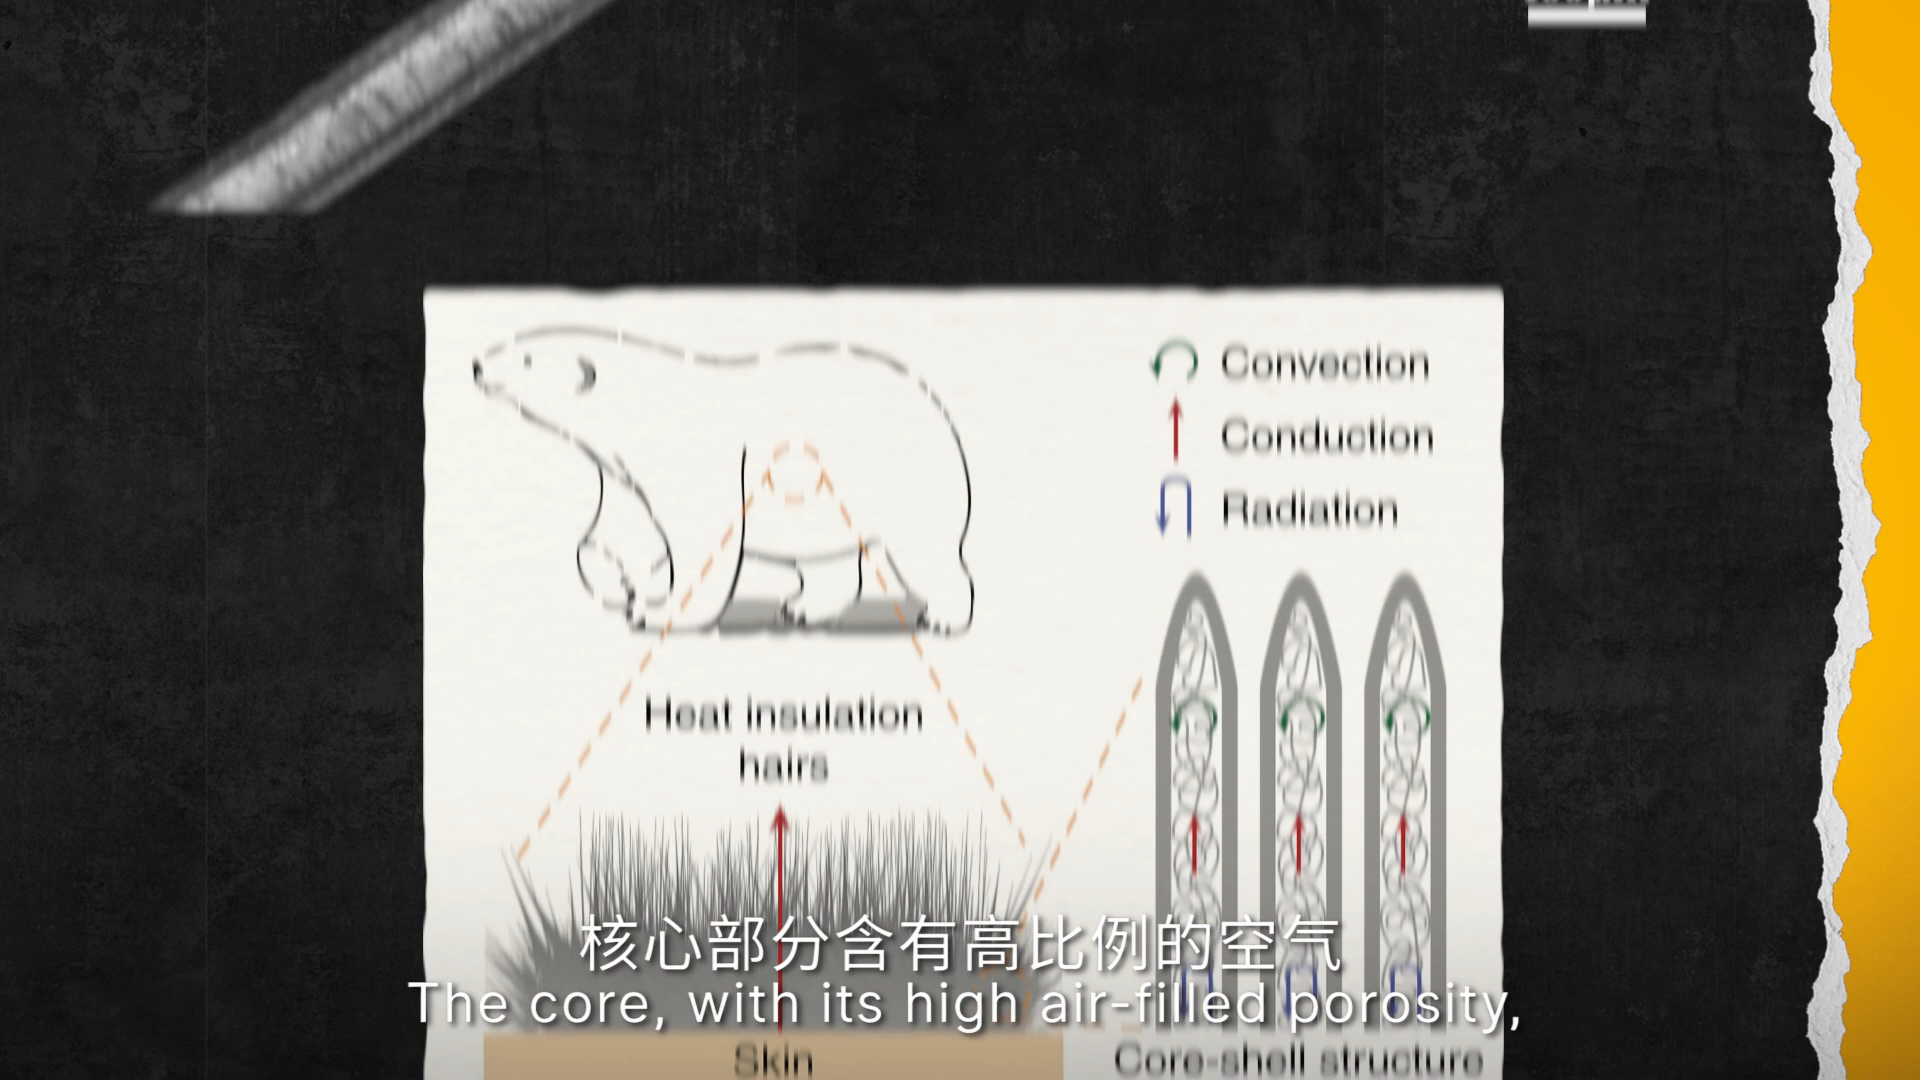 Convection
Conduction
Radiation
Heat insulation
hairs
核心部分含有高比例的空气
The core, with its high air-filled porosity,
Skin
Core-shell structure